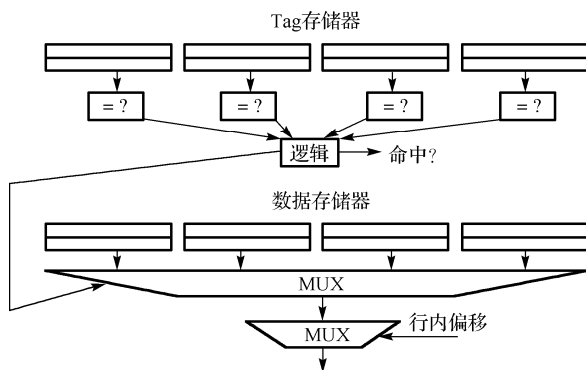 Tag存储器
= ?
= ?
= ?
= ?
逻辑
命中?
数据存储器
MUX
MUX
行内偏移